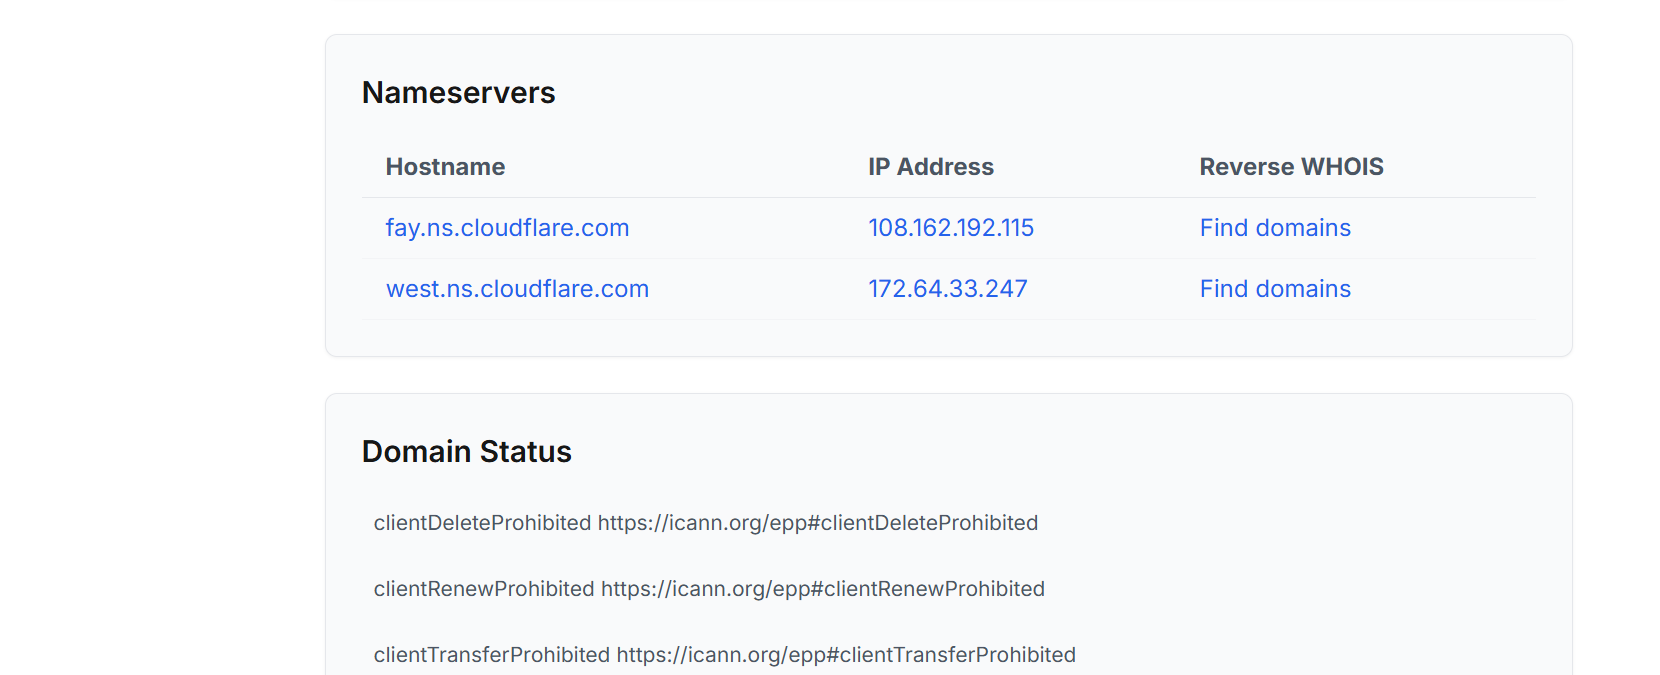 Nameservers
Hostname IP Address Reverse WHOIS
fay.ns.cloudflare.com 108.162.192.115 Find domains
west.ns.cloudflare.com 172.64.33.247 Find domains
Domain Status
clientDeleteProhibited https://icann.org/epp#clientDeleteProhibited
clientRenewProhibited https://icann.org/epp#clientRenewProhibited
clientTransferProhibited https://icann.org/epp#clientTransferProhibited